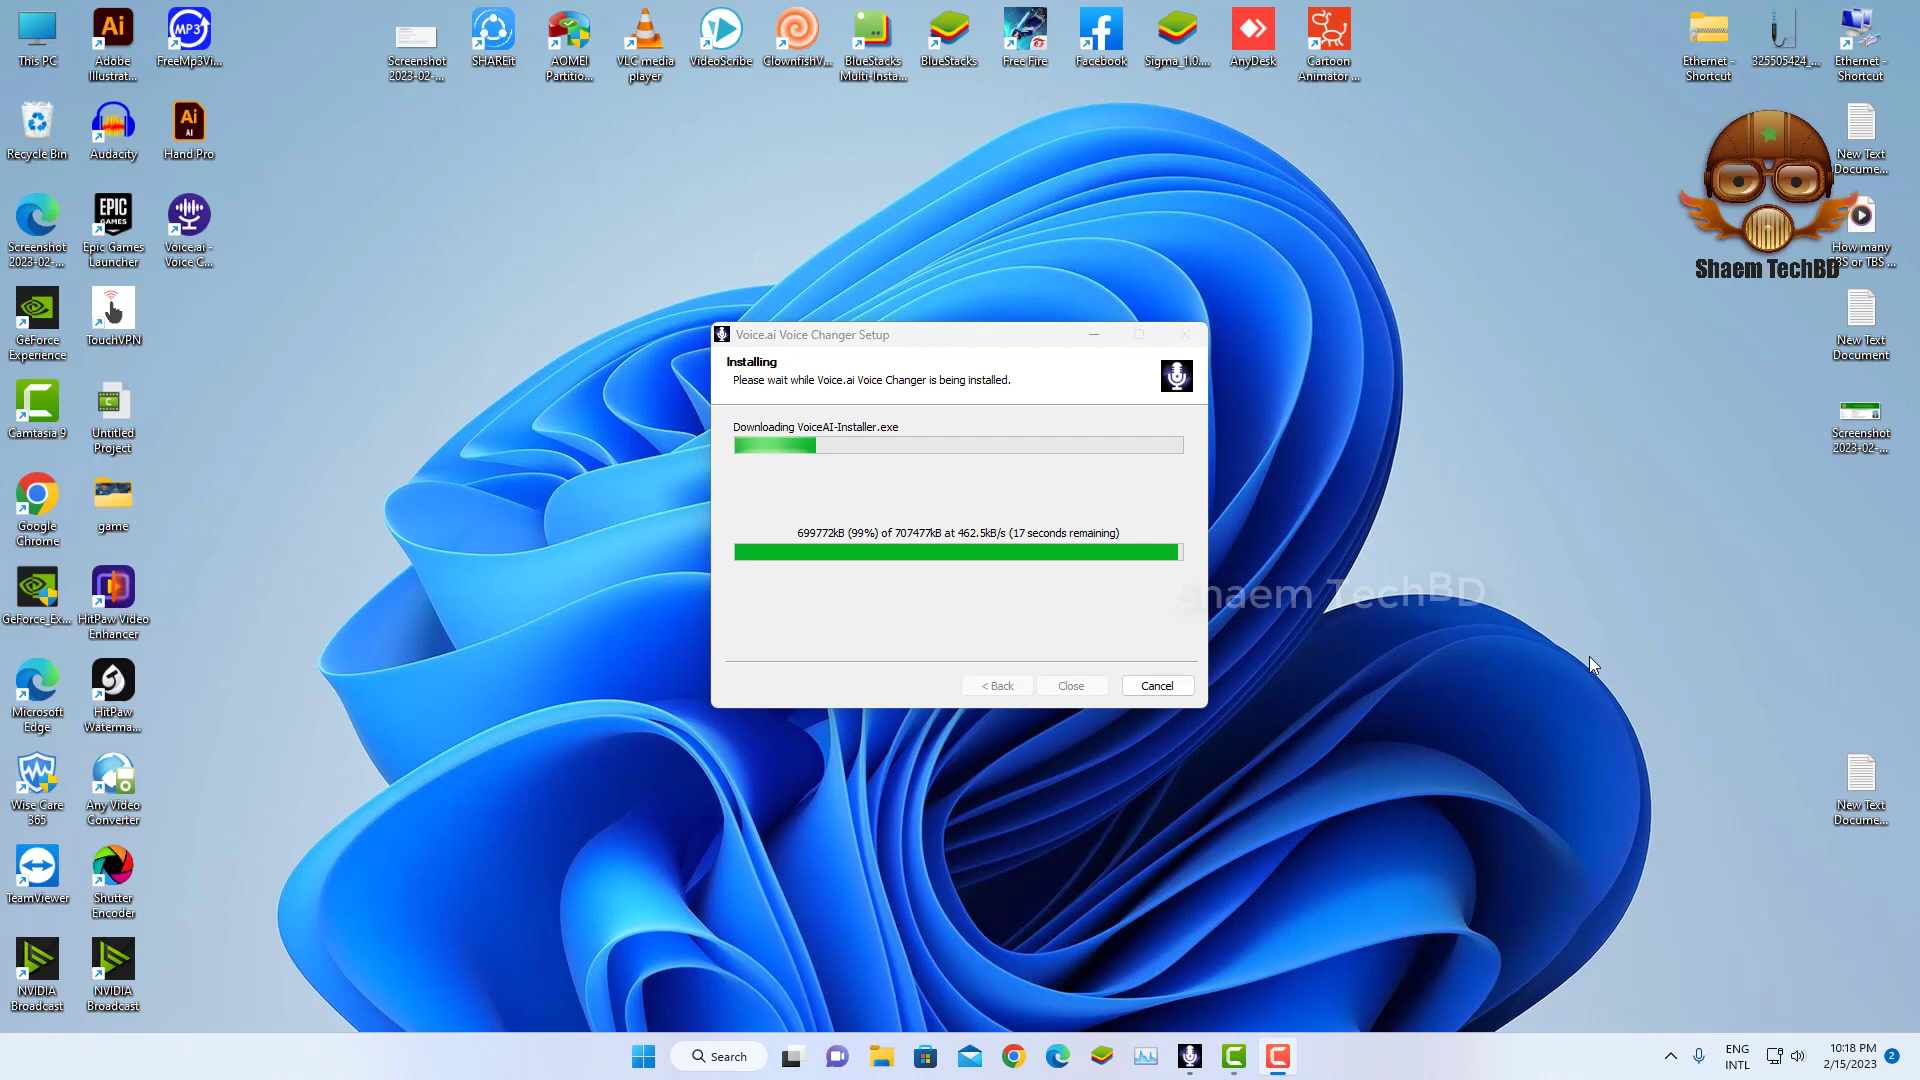 This PC
Adobe
Illustrat...
FreeMp3Vi...
Screenshot
2023-02-...
SHAREit
AOMEI
Partitio...
VLC media
player
VideoScribe
ClownfishV...
BlueStacks
Multi-Insta...
BlueStacks
Free Fire
Facebook
Sigma_1.0....
AnyDesk
Cartoon
Animator ...
Ethernet -
Shortcut
325505424_...
Ethernet -
Shortcut
Recycle Bin
Audacity
Hand Pro
New Text
Docume...
Screenshot
2023-02-...
Epic Games
Launcher
Voice.ai -
Voice C...
How many
Shaem TechBD
GeForce
Experience
TouchVPN
New Text
Document
Camtasia 9
Untitled
Project
Screenshot
2023-02-...
Google
Chrome
game
GeForce_Ex...
HitPaw Video
Enhancer
Microsoft
Edge
HitPaw
Waterma...
Wise Care
365
Any Video
Converter
New Text
Docume...
TeamViewer
Shutter
Encoder
NVIDIA
Broadcast
NVIDIA
Broadcast
Voice.ai Voice Changer Setup
Installing
Please wait while Voice.ai Voice Changer is being installed.
Downloading VoiceAI-Installer.exe
699772kB (99%) of 707477kB at 462.5kB/s (17 seconds remaining)
Shaem TechBD
< Back
Close
Cancel
Search
ENG
INTL
10:18 PM
2/15/2023
2